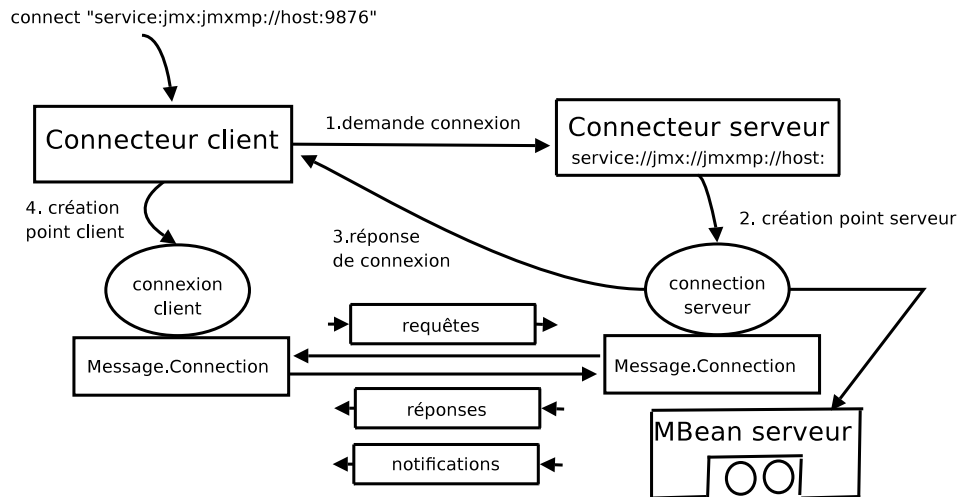 connect "service:jmx:jmxmp://host:9876"
Connecteur client
1.demande connexion
Connecteur serveur
service://jmx://jmxmp://host:
4. création
point client
2. création point serveur
3.réponse
de connexion
connexion
client
connection
serveur
requêtes
Message.Connection
Message.Connection
réponses
MBean serveur
notifications